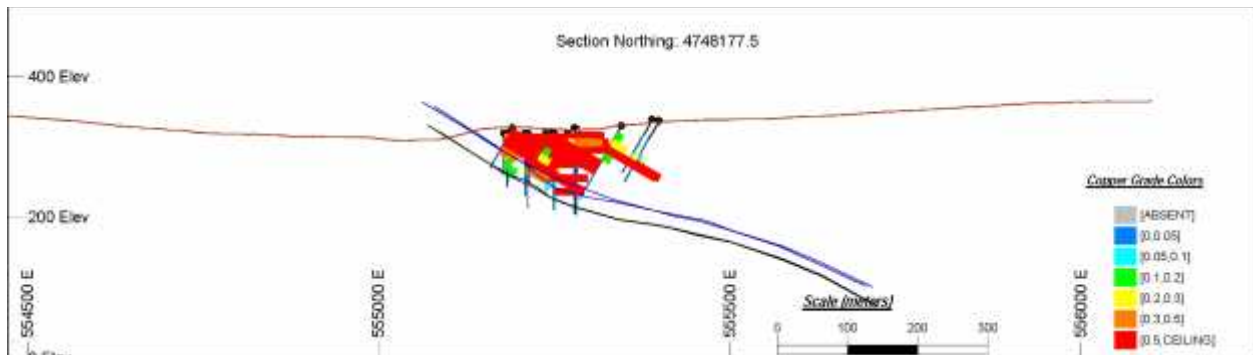 Section Northing: 4748177.5
400 Elev
200 Elev
0 Elev
554500 E
555000 E
555500 E
556000 E
Copper Grade Colors
[ABSENT]
[0,0.05]
[0.05,0.1]
[0.1,0.2]
[0.2,0.3]
[0.3,0.5]
[0.5,CEILING]
Scale (meters)
0 100 200 300